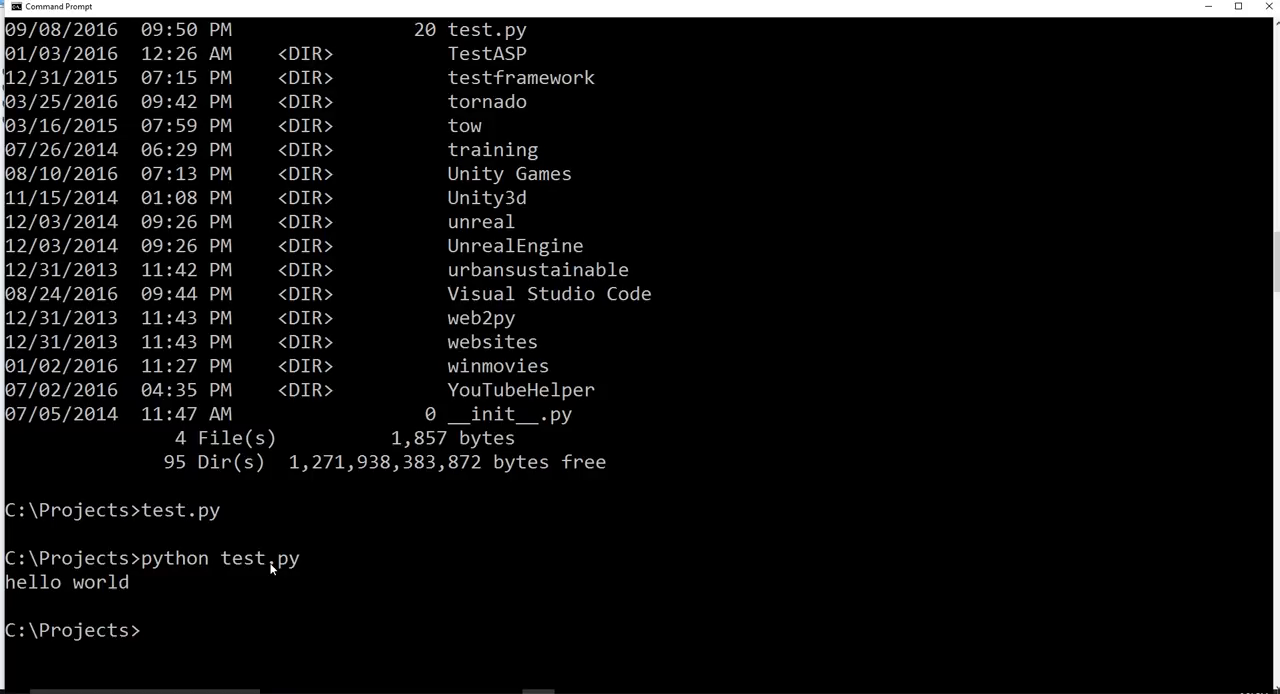 Command Prompt
09/08/2016  09:50 PM                20 test.py
01/03/2016  12:26 AM    <DIR>          TestASP
12/31/2015  07:15 PM    <DIR>          testframework
03/25/2016  09:42 PM    <DIR>          tornado
03/16/2015  07:59 PM    <DIR>          tow
07/26/2014  06:29 PM    <DIR>          training
08/10/2016  07:13 PM    <DIR>          Unity Games
11/15/2014  01:08 PM    <DIR>          Unity3d
12/03/2014  09:26 PM    <DIR>          unreal
12/03/2014  09:26 PM    <DIR>          UnrealEngine
12/31/2013  11:42 PM    <DIR>          urbansustainable
08/24/2016  09:44 PM    <DIR>          Visual Studio Code
12/31/2013  11:43 PM    <DIR>          web2py
12/31/2013  11:43 PM    <DIR>          websites
01/02/2016  11:27 PM    <DIR>          winmovies
07/02/2016  04:35 PM    <DIR>          YouTubeHelper
07/05/2014  11:47 AM                 0 __init__.py
               4 File(s)          1,857 bytes
              95 Dir(s)  1,271,938,383,872 bytes free
C:\Projects>test.py
C:\Projects>python test.py
hello world
C:\Projects>